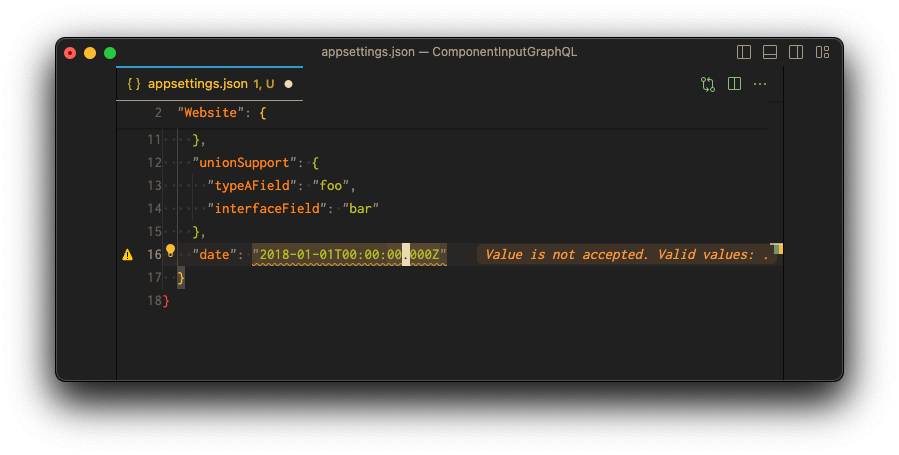 appsettings.json — ComponentInputGraphQL
{ } appsettings.json 1, U
2 "Website": {
11 },
12 "unionSupport": {
13 "typeAField": "foo",
14 "interfaceField": "bar"
15 },
16 "date": "2018-01-01T00:00:00.000Z" Value is not accepted. Valid values: .
17 }
18 }